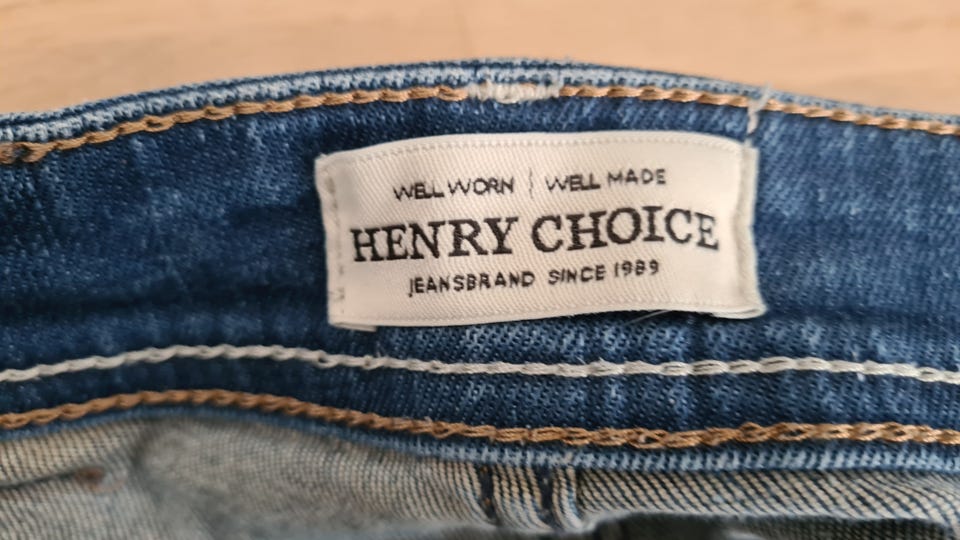 WELL WORN | WELL MADE
HENRY CHOICE
JEANSBRAND SINCE 1989